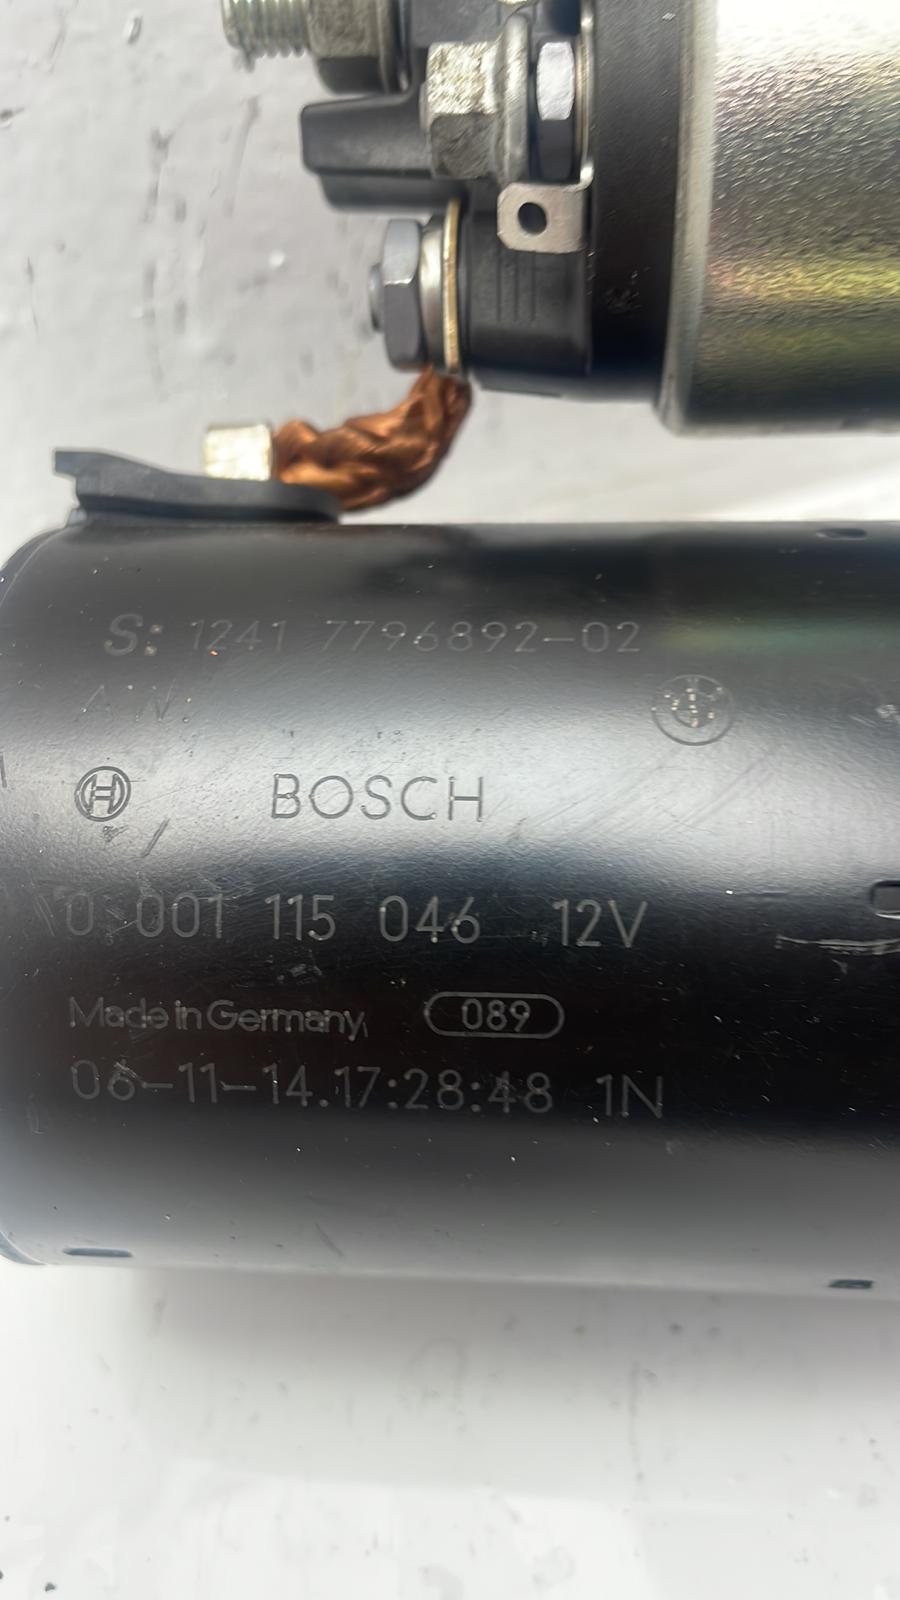 S: 1241 7796892-02
AW
BOSCH
0 001 115 046 12V
Made in Germany
089
06-11-14.17:28:48 1N